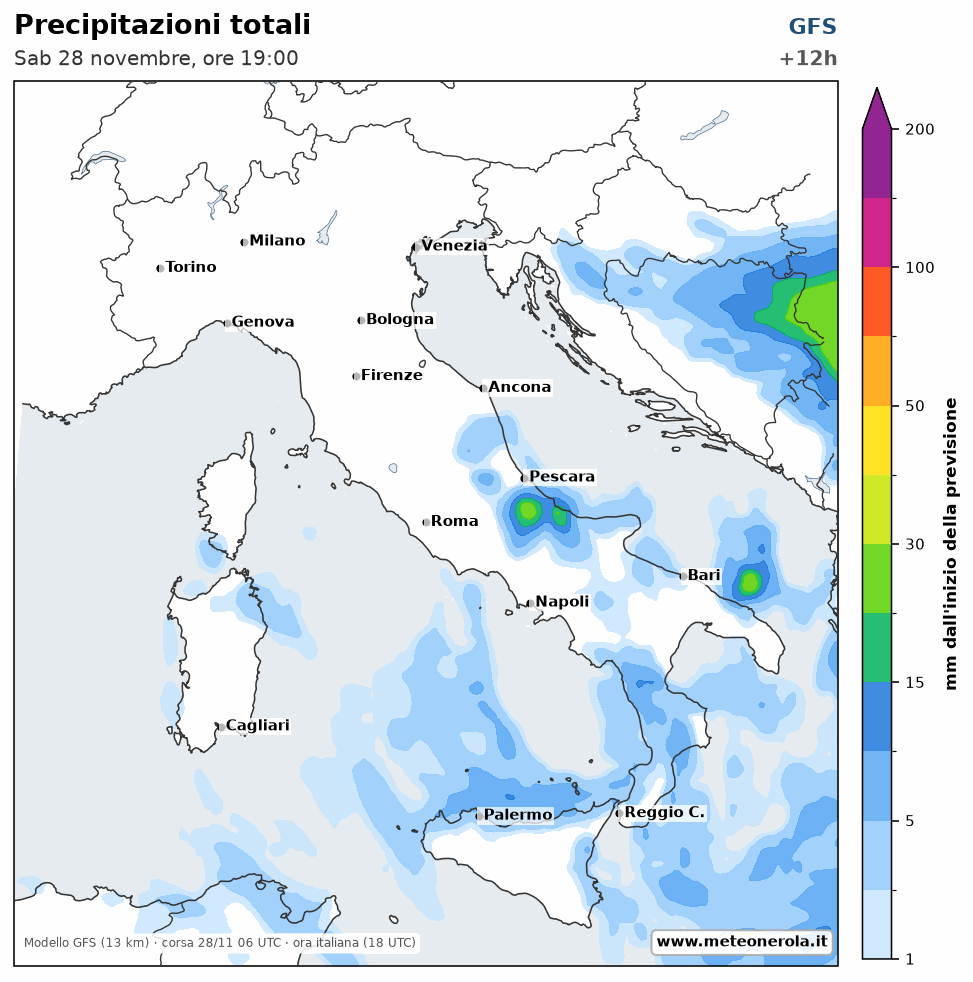 Precipitazioni totali
GFS
Sab 28 novembre, ore 19:00
+12h
200
Milano
Venezia
Torino
100
Genova
Bologna
Firenze
Ancona
50
Pescara
Roma
30
Bari
Napoli
15
Cagliari
Palermo
Reggio C.
5
mm dall'inizio della previsione
Modello GFS (13 km) · corsa 28/11 06 UTC · ora italiana (18 UTC)
www.meteonerola.it
1